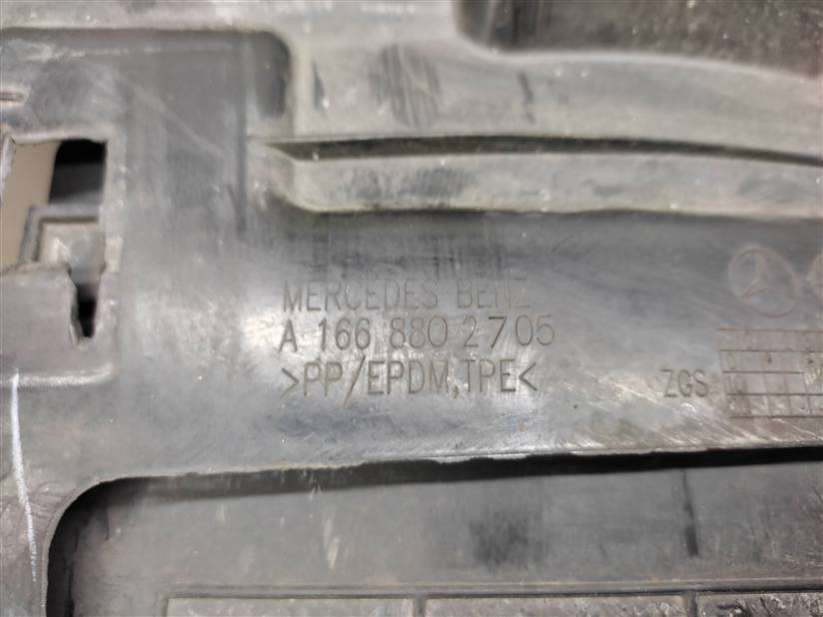 MERCEDES BENZ
A 166 880 2705
>PP/EPDM,TPE<
ZGS